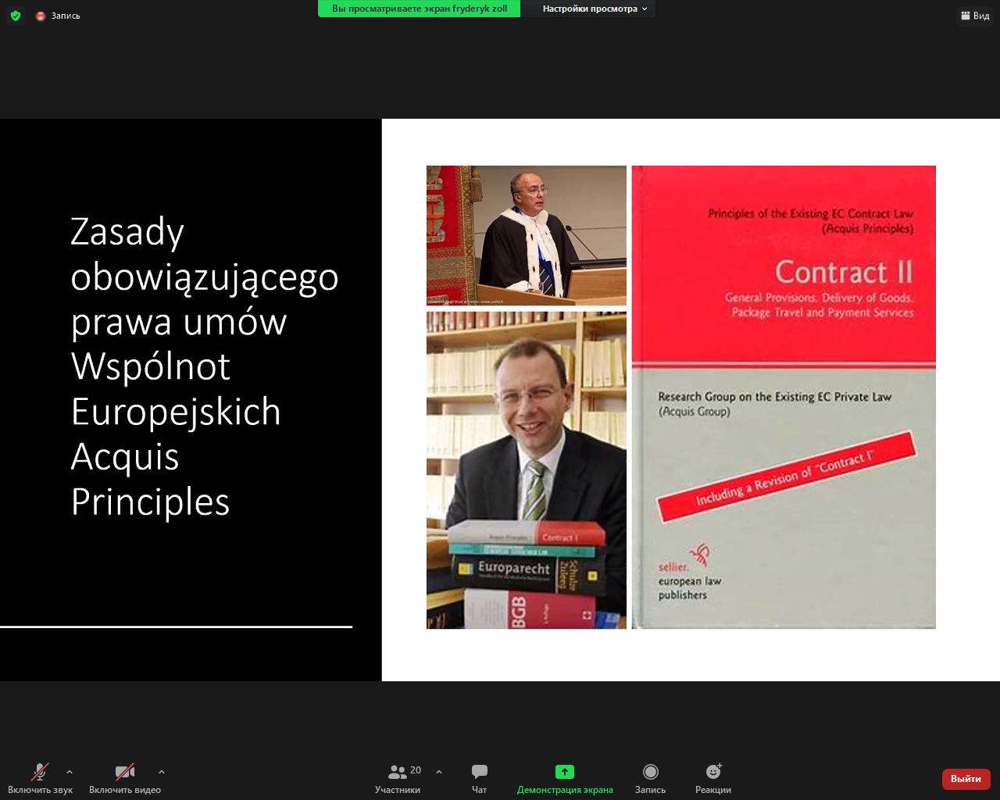 Запись
Вы просматриваете экран fryderyk zoll
Настройки просмотра
Вид
Zasady
obowiązującego
prawa umów
Wspólnot
Europejskich
Acquis
Principles
Principles of the Existing EC Contract Law
(Acquis Principles)
Contract II
General Provisions, Delivery of Goods,
Package Travel and Payment Services
Research Group on the Existing EC Private Law
(Acquis Group)
Including a Revision of "Contract I"
sellier.
european law
publishers
Acquis Principles Contract I
Europarecht
Schulze
Zuleeg
BGB
Включить звук
Включить видео
20
Участники
Чат
Демонстрация экрана
Запись
Реакции
Выйти